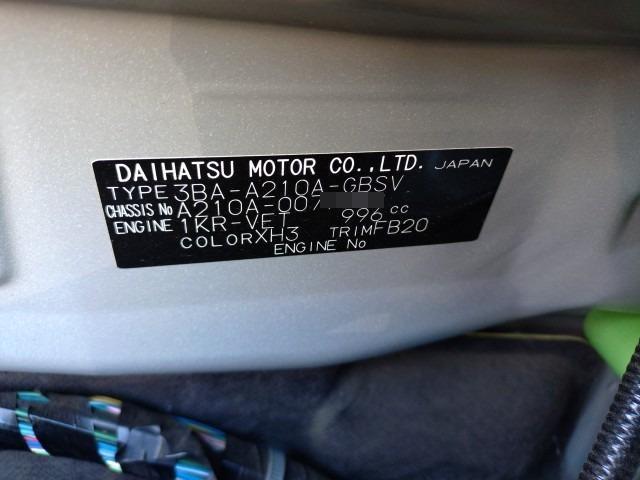 DAIHATSU MOTOR CO.,LTD. JAPAN
TYPE 3BA-A210A-GBSV
CHASSIS No A210A-007
ENGINE 1KR-VET 996 cc
COLOR XH3 TRIM FB20
ENGINE No